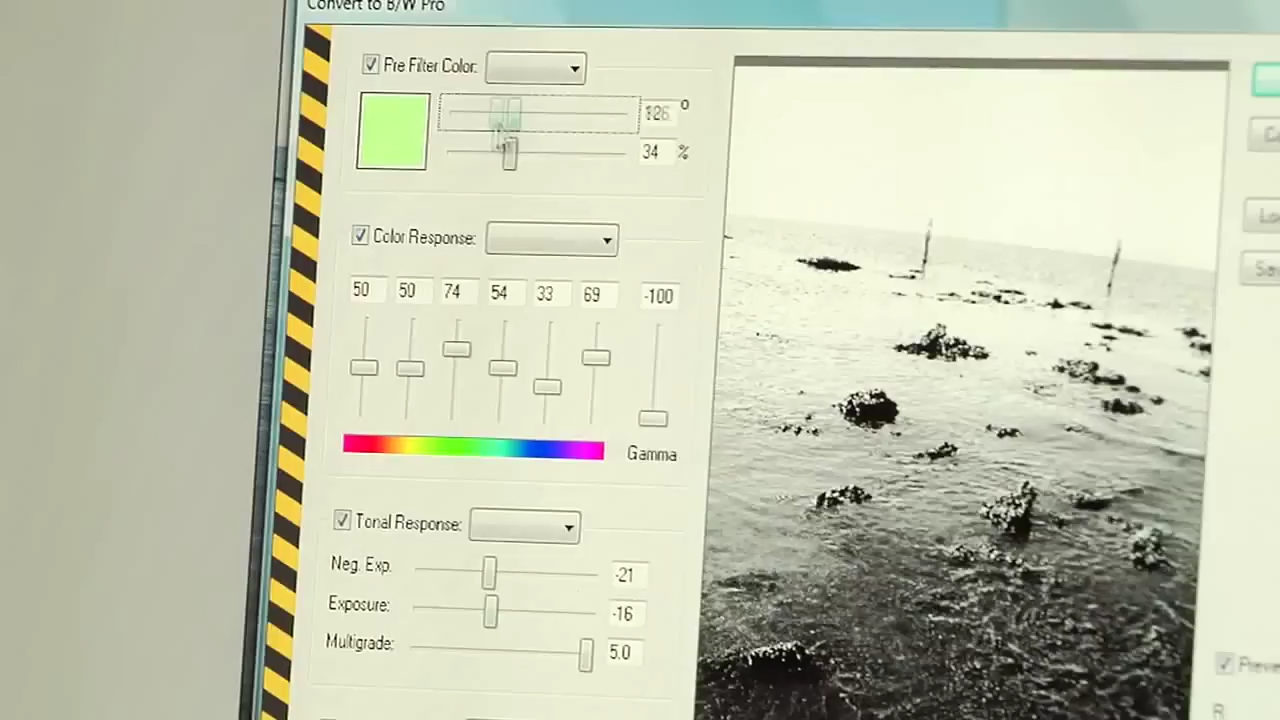 Convert to B/W Pro
Pre Filter Color:
°
34 %
Color Response:
50 50 74 54 33 69 -100
Gamma
Tonal Response:
Neg. Exp. -21
Exposure: -16
Multigrade: 5.0